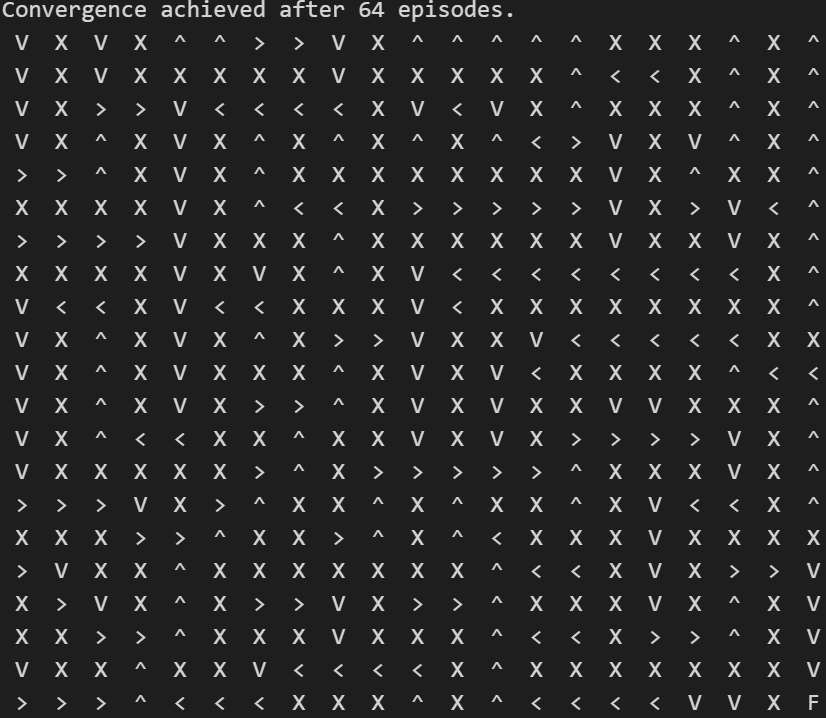 Convergence achieved after 64 episodes.
V X V X ^ ^ > > V X ^ ^ ^ ^ ^ X X X ^ X ^
V X V X X X X X V X X X X X ^ < < X ^ X ^
V X > > V < < < < X V < V X ^ X X X ^ X ^
V X ^ X V X ^ X ^ X ^ X ^ < > V X V ^ X ^
> > ^ X V X ^ X X X X X X X X V X ^ X X ^
X X X X V X ^ < < X > > > > > V X > V < ^
> > > > V X X X ^ X X X X X X V X X V X ^
X X X X V X V X ^ X V < < < < < < < < X ^
V < < X V < < X X X V < X X X X X X X X ^
V X ^ X V X ^ X > > V X X V < < < < < X X
V X ^ X V X X X ^ X V X V < X X X X ^ < <
V X ^ X V X > > ^ X V X V X X V V X X X ^
V X ^ < < X X ^ X X V X V X > > > > V X ^
V X X X X X > ^ X > > > > > ^ X X X V X ^
> > > V X > ^ X X ^ X ^ X X ^ X V < < X ^
X X X > > ^ X X > ^ X ^ < X X X V X X X X
> V X X ^ X X X X X X X ^ < < X V X > > V
X > V X ^ X > > V X > > ^ X X X V X ^ X V
X X > > ^ X X X V X X X ^ < < X > > ^ X V
V X X ^ X X V < < < < X ^ X X X X X X X V
> > > ^ < < < X X X ^ X ^ < < < < V V X F